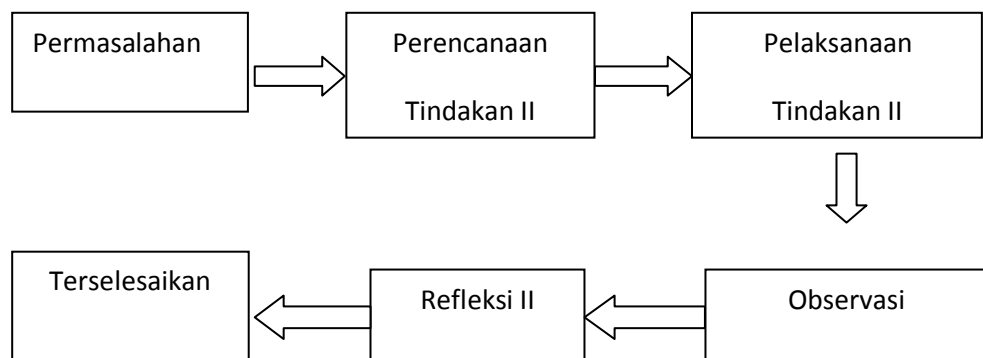 Permasalahan
Perencanaan
Tindakan II
Pelaksanaan
Tindakan II
Terselesaikan
Refleksi II
Observasi